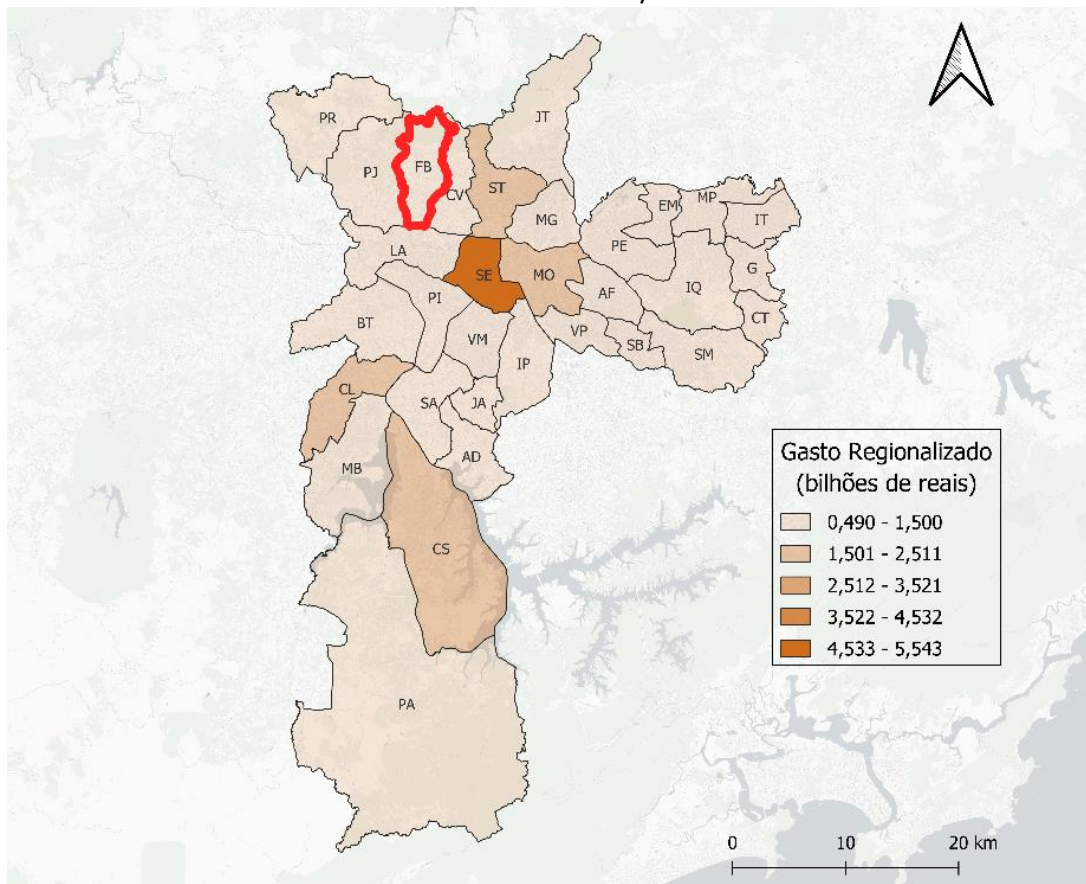 PR
JT
PJ
FB
CV
ST
MG
EM
MP
IT
PE
LA
SE
MO
AF
IQ
G
CT
PI
BT
VM
IP
VP
SB
SM
CL
SA
JA
AD
MB
CS
PA
Gasto Regionalizado
(bilhões de reais)
0,490 - 1,500
1,501 - 2,511
2,512 - 3,521
3,522 - 4,532
4,533 - 5,543
0 10 20 km